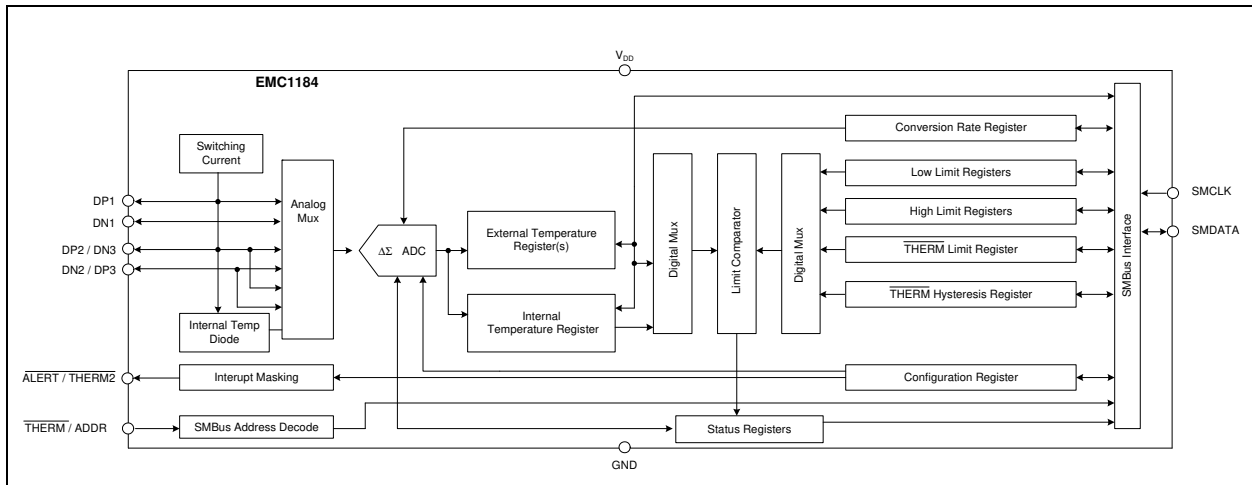 V_DD
EMC1184
Switching
Current
DP1
DN1
DP2 / DN3
DN2 / DP3
Analog
Mux
Internal Temp
Diode
ΔΣ ADC
External Temperature
Register(s)
Internal
Temperature Register
Digital Mux
Limit Comparator
Digital Mux
Conversion Rate Register
Low Limit Registers
High Limit Registers
THERM Limit Register
THERM Hysteresis Register
SMBus Interface
SMCLK
SMDATA
ALERT / THERM2
Interupt Masking
Configuration Register
THERM / ADDR
SMBus Address Decode
Status Registers
GND